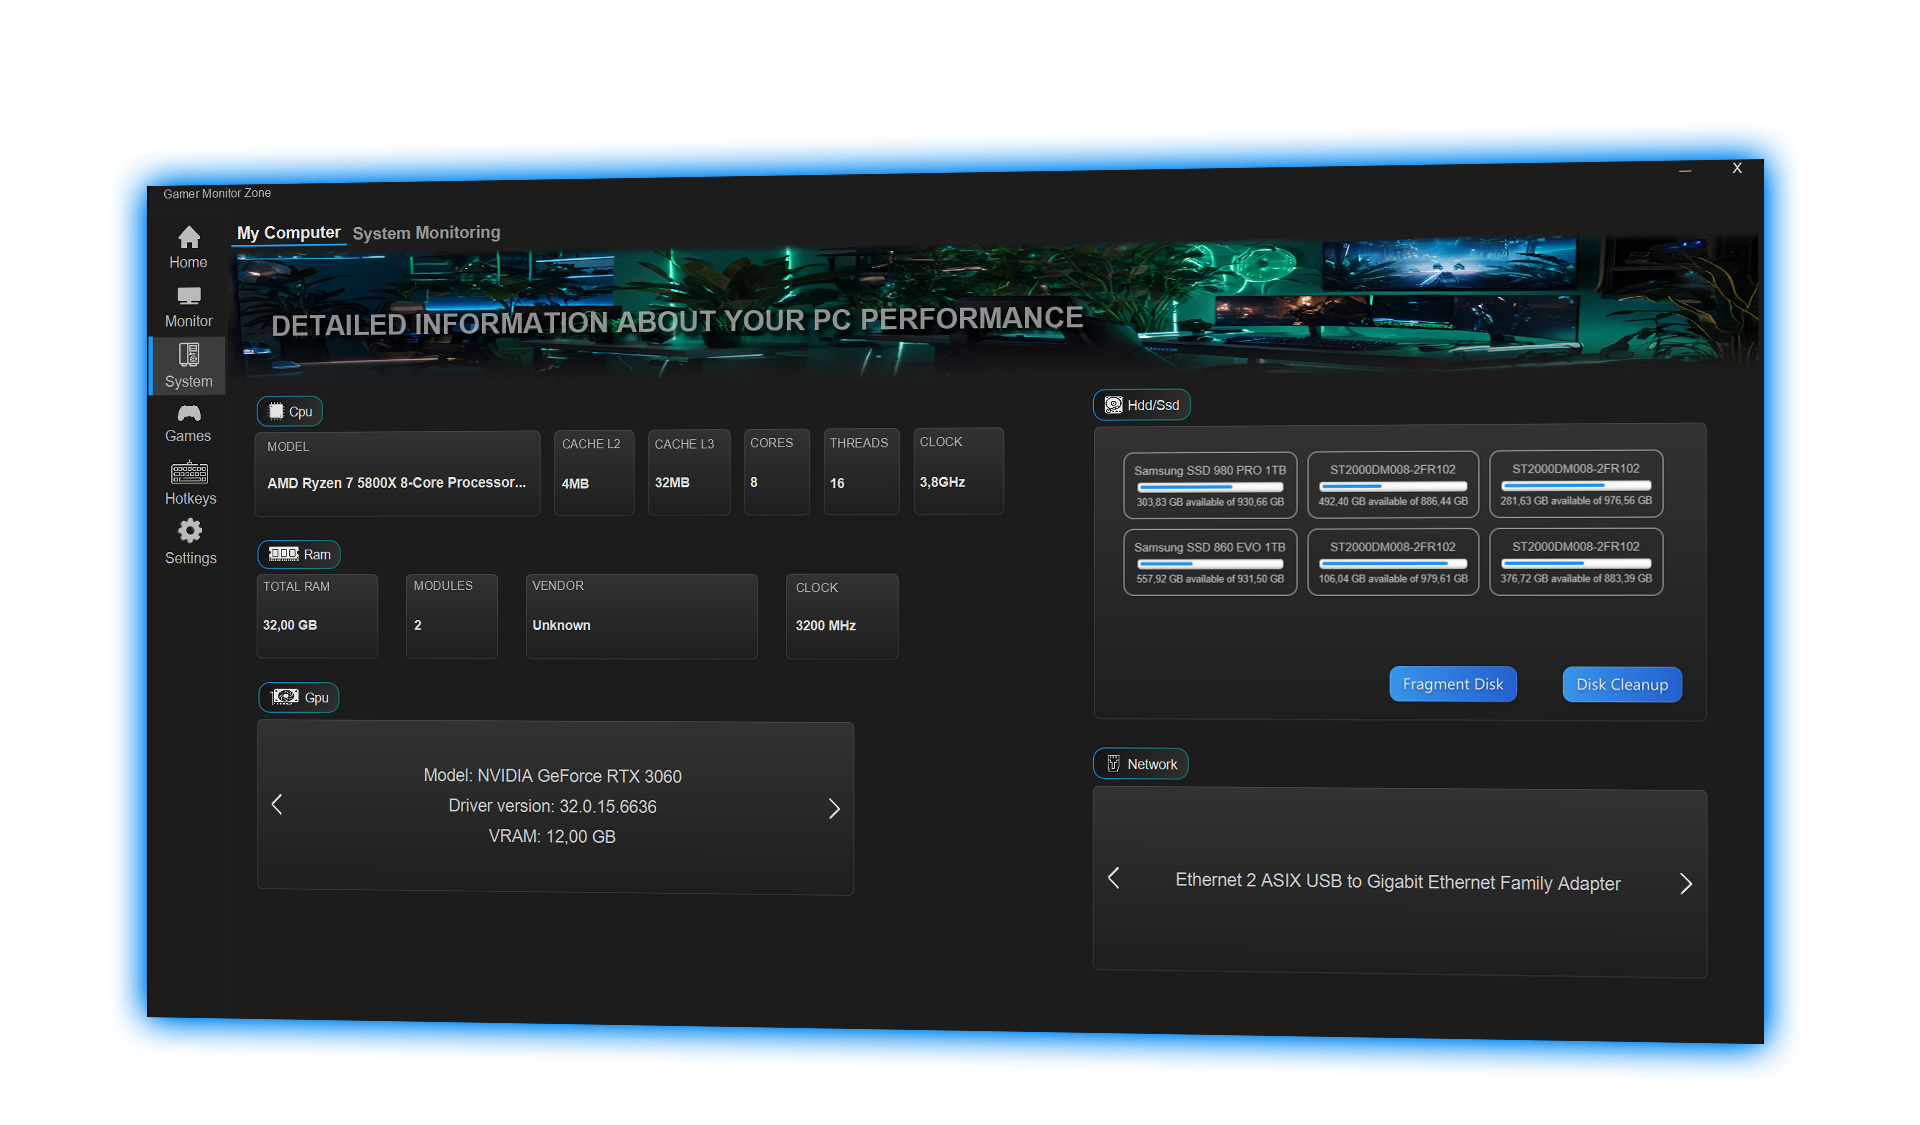 Gamer Monitor Zone
X
Home
Monitor
System
Games
Hotkeys
Settings
My Computer System Monitoring
DETAILED INFORMATION ABOUT YOUR PC PERFORMANCE
Cpu
MODEL
AMD Ryzen 7 5800X 8-Core Processor...
CACHE L2
4MB
CACHE L3
32MB
CORES
8
THREADS
16
CLOCK
3,8GHz
Ram
TOTAL RAM
32,00 GB
MODULES
2
VENDOR
Unknown
CLOCK
3200 MHz
Gpu
Model: NVIDIA GeForce RTX 3060
Driver version: 32.0.15.6636
VRAM: 12,00 GB
Hdd/Ssd
Samsung SSD 980 PRO 1TB
303,83 GB available of 930,66 GB
ST2000DM008-2FR102
492,40 GB available of 886,44 GB
ST2000DM008-2FR102
281,63 GB available of 976,56 GB
Samsung SSD 860 EVO 1TB
557,92 GB available of 931,50 GB
ST2000DM008-2FR102
106,04 GB available of 979,61 GB
ST2000DM008-2FR102
376,72 GB available of 883,39 GB
Fragment Disk
Disk Cleanup
Network
Ethernet 2 ASIX USB to Gigabit Ethernet Family Adapter